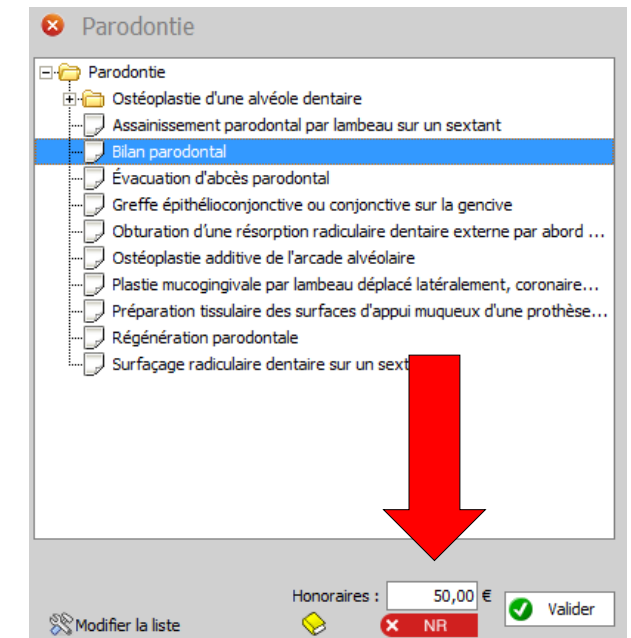 Parodontie
Parodontie
Ostéoplastie d'une alvéole dentaire
Assainissement parodontal par lambeau sur un sextant
Bilan parodontal
Évacuation d'abcès parodontal
Greffe épithélioconjonctive ou conjonctive sur la gencive
Obturation d'une résorption radiculaire dentaire externe par abord ...
Ostéoplastie additive de l'arcade alvéolaire
Plastie mucogingivale par lambeau déplacé latéralement, coronaire...
Préparation tissulaire des surfaces d'appui muqueux d'une prothèse...
Régénération parodontale
Surfaçage radiculaire dentaire sur un sext
Honoraires : 50,00 €
Valider
Modifier la liste
NR